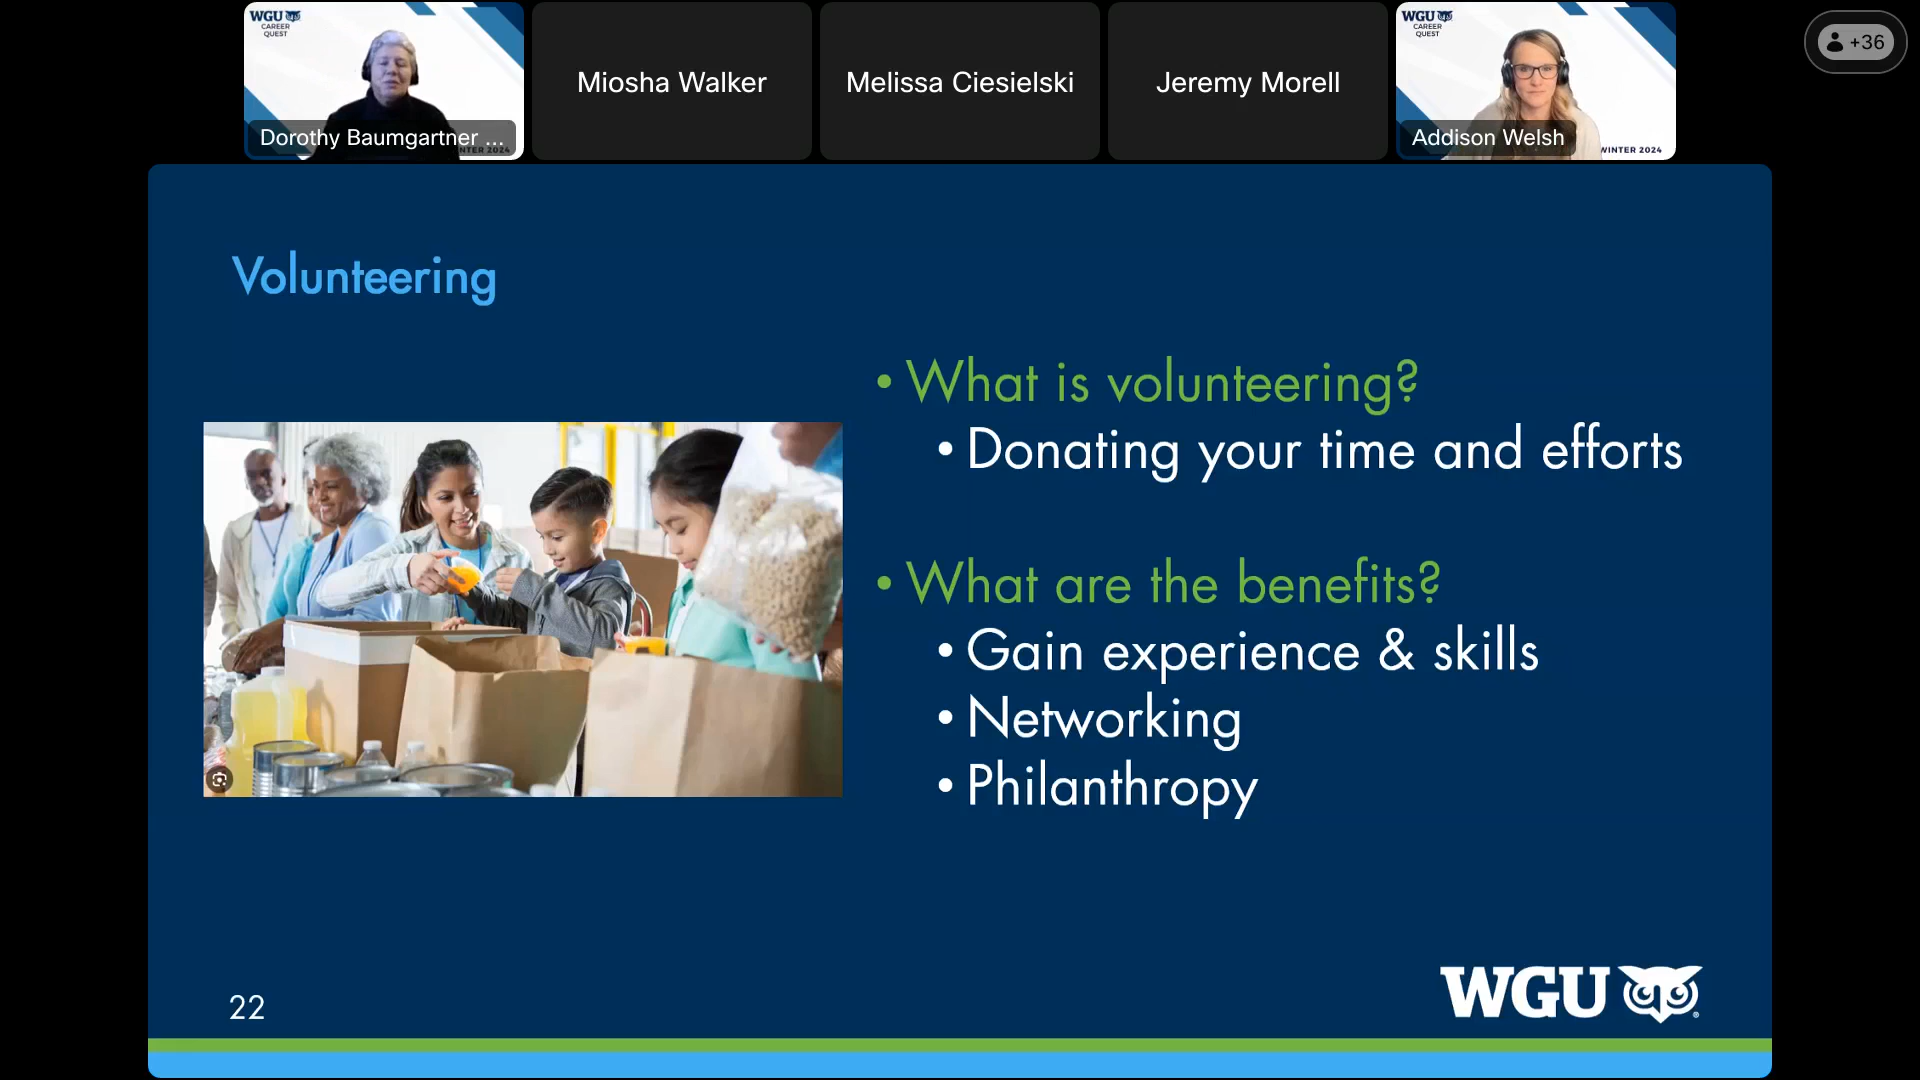 WGU
CAREER
QUEST
Dorothy Baumgartner ...
NTER 2024
Miosha Walker
Melissa Ciesielski
Jeremy Morell
WGU
CAREER
QUEST
Addison Welsh
WINTER 2024
+36
Volunteering
• What is volunteering?
• Donating your time and efforts
• What are the benefits?
• Gain experience & skills
• Networking
• Philanthropy
22
WGU